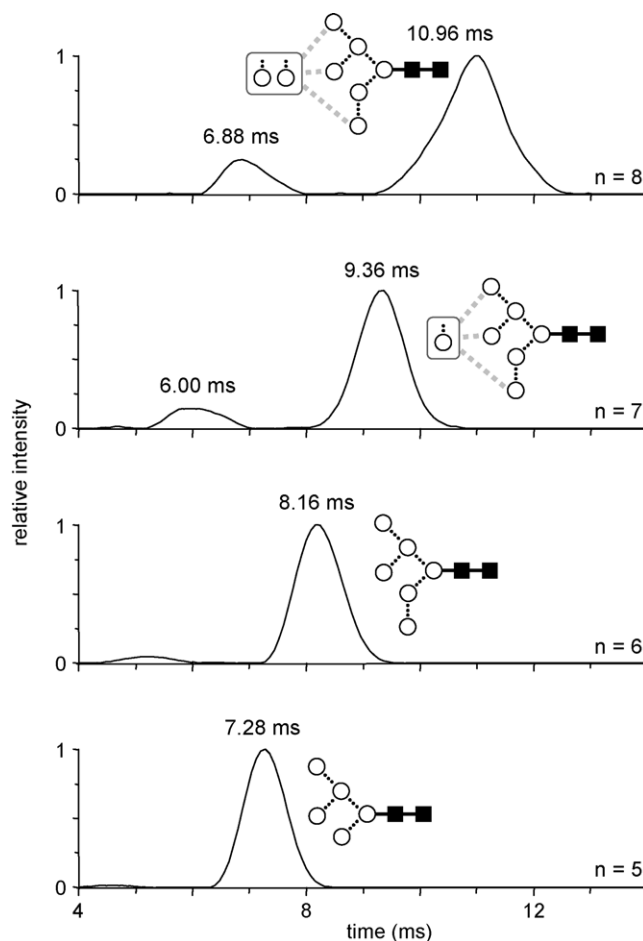 10.96 ms
1
6.88 ms
0
n = 8
9.36 ms
1
6.00 ms
0
n = 7
relative intensity
8.16 ms
1
0
n = 6
7.28 ms
1
0
n = 5
4
8
12
time (ms)